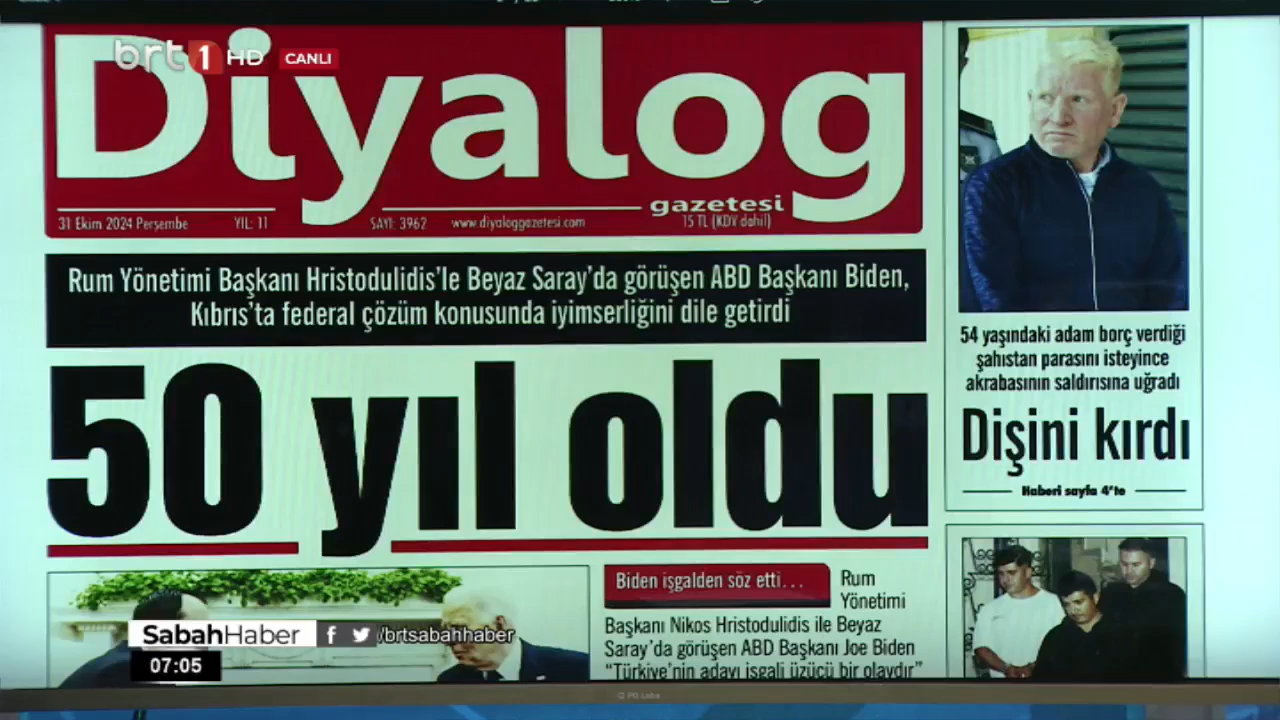 brt 1 HD CANLI
Diyalog
gazetesi
31 Ekim 2024 Perşembe YIL: 11 SAYI: 3962 www.diyaloggazetesi.com 15 TL (KDV dahil)
Rum Yönetimi Başkanı Hristodulidis'le Beyaz Saray'da görüşen ABD Başkanı Biden,
Kıbrıs'ta federal çözüm konusunda iyimserliğini dile getirdi
50 yıl oldu
Biden işgalden söz etti...
Rum
Yönetimi
Başkanı Nikos Hristodulidis ile Beyaz
Saray'da görüşen ABD Başkanı Joe Biden
"Türkiye'nin adayı işgali üzücü bir olaydır"
54 yaşındaki adam borç verdiği
şahıstan parasını isteyince
akrabasının saldırısına uğradı
Dişini kırdı
Haberi sayfa 4'te
SabahHaber f /brtsabahhaber
07:05